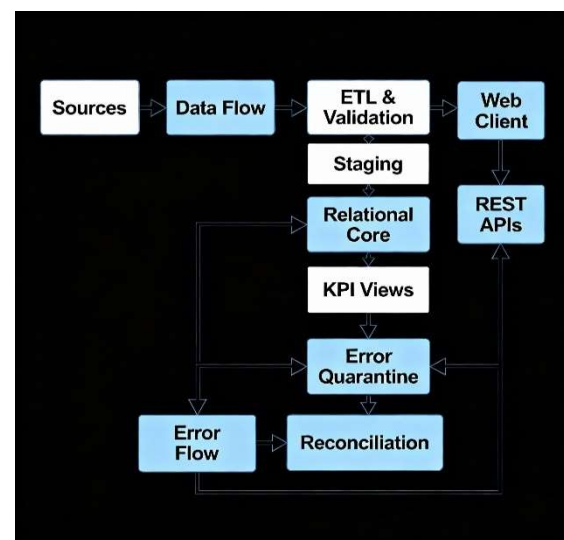 Sources
Data Flow
ETL &
Validation
Web
Client
Staging
Relational
Core
REST
APIs
KPI Views
Error
Quarantine
Error
Flow
Reconciliation